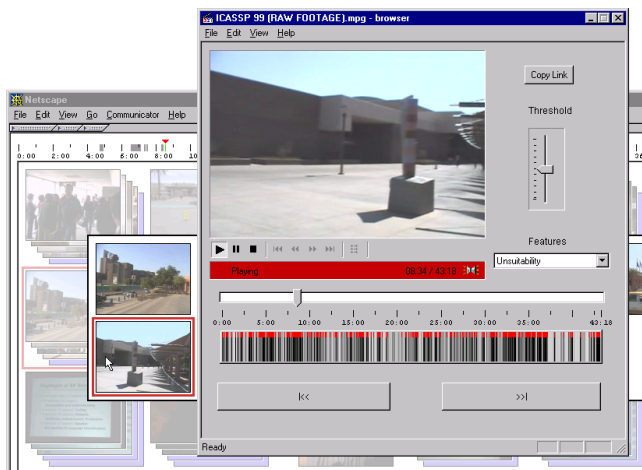 ICASSP 99 (RAW FOOTAGE).mpg - browser
File Edit View Help
Copy Link
Threshold
Features
Unsuitability
Playing 08:34 / 43:18
0:00 5:00 10:00 15:00 20:00 25:00 30:00 35:00 43:18
|<<
>>|
Ready
Netscape
File Edit View Go Communicator Help
0:00 2:00 4:00 6:00 8:00 10